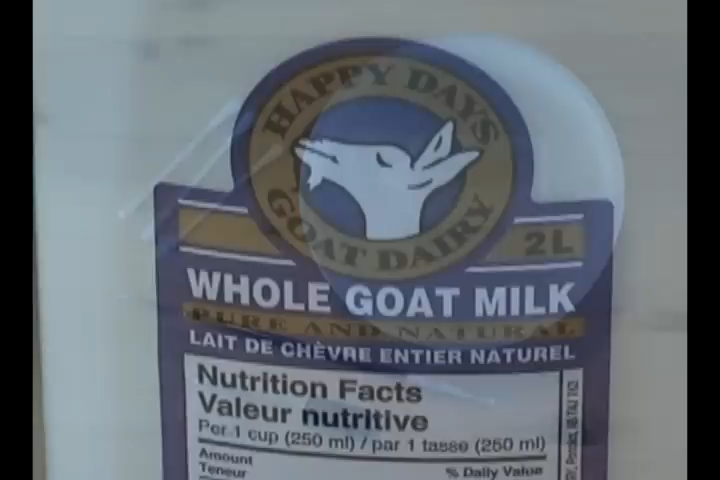 HAPPY DAYS
GOAT DAIRY
2L
WHOLE GOAT MILK
PURE AND NATURAL
LAIT DE CHÈVRE ENTIER NATUREL
Nutrition Facts
Valeur nutritive
Per 1 cup (250 ml) / par 1 tasse (250 ml)
Amount
Teneur
% Daily Value